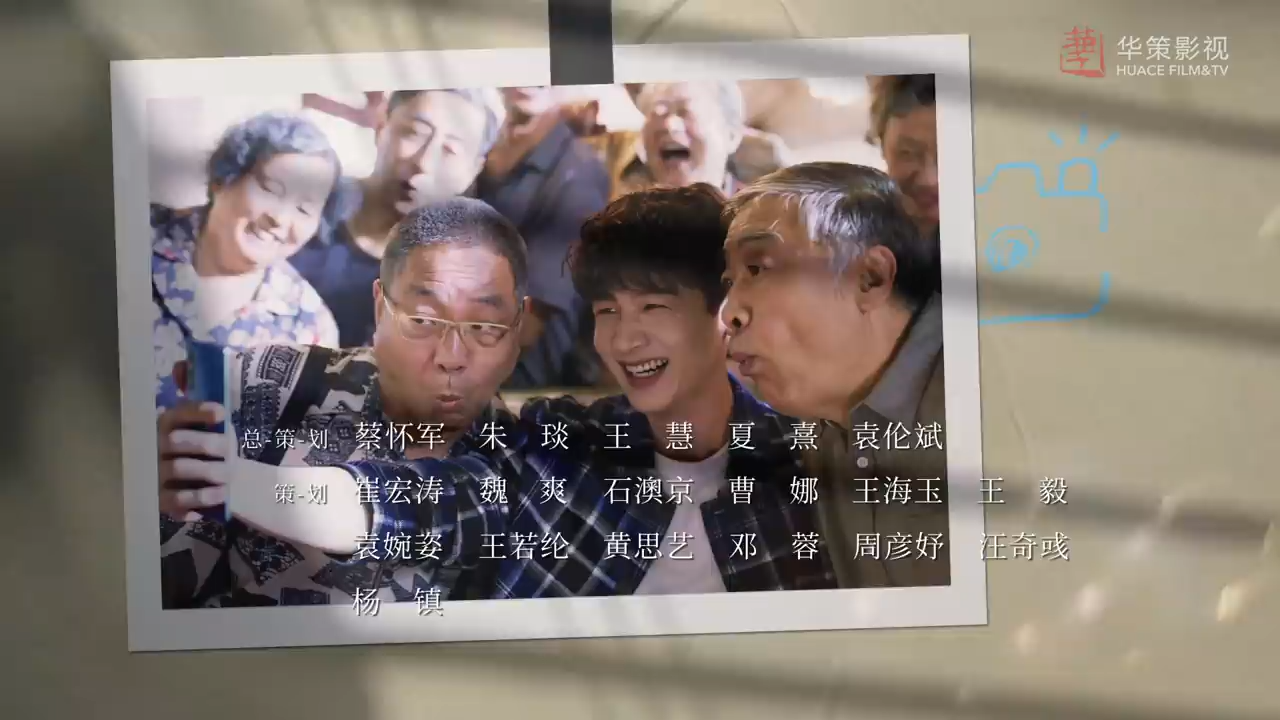 华策影视
HUACE FILM&TV
总-策-划 蔡怀军 朱 琰 王 慧 夏 熹 袁伦斌
策-划 崔宏涛 魏 爽 石澳京 曹 娜 王海玉 王 毅
袁婉姿 王若纶 黄思艺 邓 蓉 周彦妤 汪奇彧
杨 镇